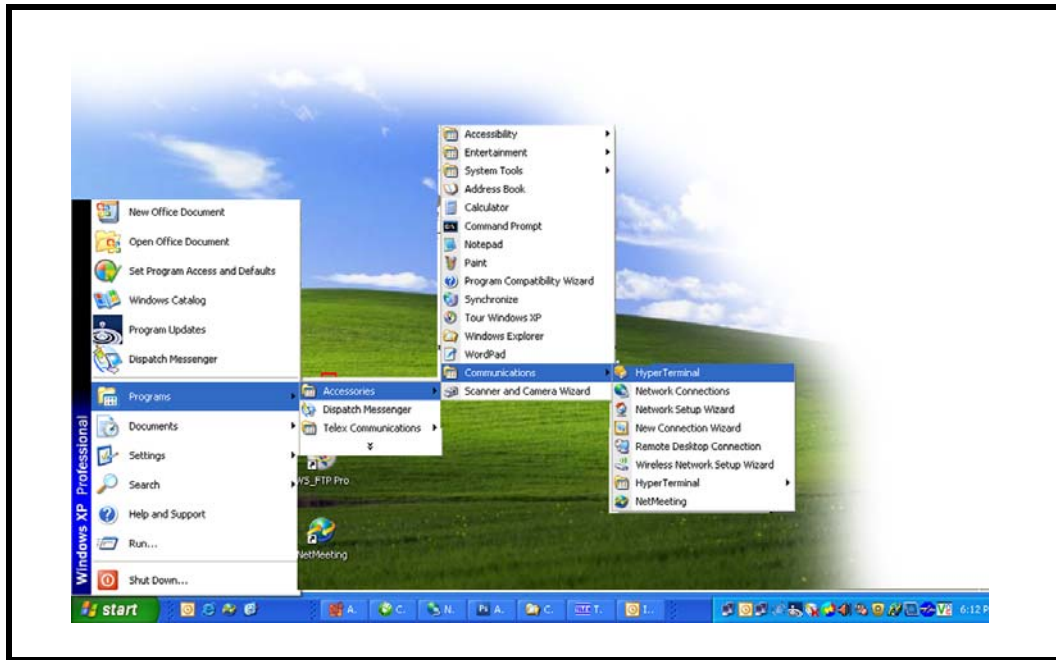 New Office Document
Open Office Document
Set Program Access and Defaults
Windows Catalog
Program Updates
Dispatch Messenger
Programs
Documents
Settings
Search
Help and Support
Run...
Shut Down...
Windows XP Professional
Accessories
Dispatch Messenger
Telex Communications
Accessibility
Entertainment
System Tools
Address Book
Calculator
Command Prompt
Notepad
Paint
Program Compatibility Wizard
Synchronize
Tour Windows XP
Windows Explorer
WordPad
Communications
Scanner and Camera Wizard
HyperTerminal
Network Connections
Network Setup Wizard
New Connection Wizard
Remote Desktop Connection
Wireless Network Setup Wizard
HyperTerminal
NetMeeting
WS_FTP Pro
NetMeeting
start
A.
C.
N.
A.
C.
T.
I..
6:12 P